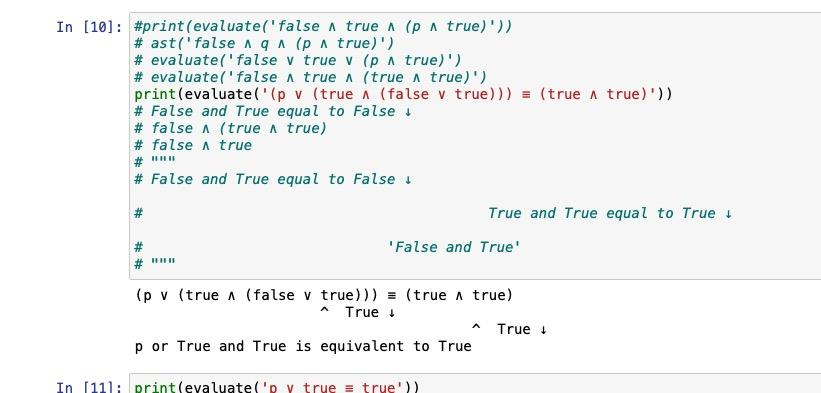 In [10]: #print(evaluate('false ∧ true ∧ (p ∧ true)'))
# ast('false ∧ q ∧ (p ∧ true)')
# evaluate('false ∨ true ∨ (p ∧ true)')
# evaluate('false ∧ true ∧ (true ∧ true)')
print(evaluate('(p ∨ (true ∧ (false ∨ true))) ≡ (true ∧ true)'))
# False and True equal to False ↓
# false ∧ (true ∧ true)
# false ∧ true
# """
# False and True equal to False ↓
# True and True equal to True ↓
# 'False and True'
# """
(p ∨ (true ∧ (false ∨ true))) ≡ (true ∧ true)
^ True ↓
^ True ↓
p or True and True is equivalent to True
In [11]: print(evaluate('p ∨ true ≡ true'))